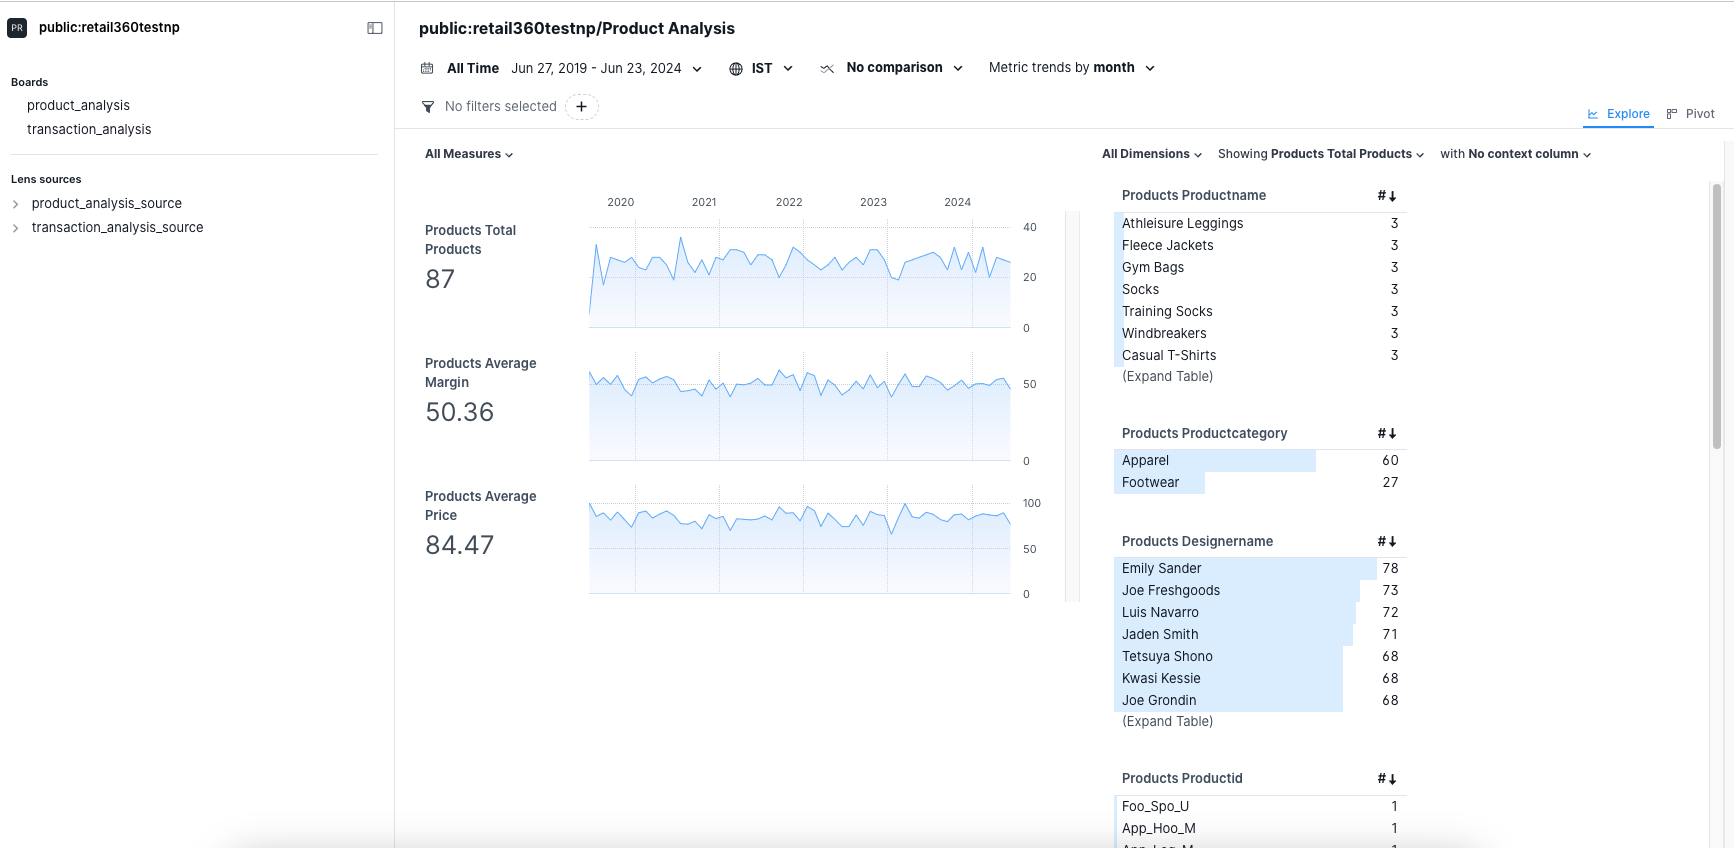 PR public:retail360testnp
Boards
product_analysis
transaction_analysis
Lens sources
product_analysis_source
transaction_analysis_source
public:retail360testnp/Product Analysis
All Time Jun 27, 2019 - Jun 23, 2024 IST No comparison Metric trends by month
No filters selected +
Explore Pivot
All Measures
2020 2021 2022 2023 2024
Products Total
Products
87
40
20
0
Products Average
Margin
50.36
50
0
Products Average
Price
84.47
100
50
0
All Dimensions Showing Products Total Products with No context column
Products Productname #↓
Athleisure Leggings 3
Fleece Jackets 3
Gym Bags 3
Socks 3
Training Socks 3
Windbreakers 3
Casual T-Shirts 3
(Expand Table)
Products Productcategory #↓
Apparel 60
Footwear 27
Products Designername #↓
Emily Sander 78
Joe Freshgoods 73
Luis Navarro 72
Jaden Smith 71
Tetsuya Shono 68
Kwasi Kessie 68
Joe Grondin 68
(Expand Table)
Products Productid #↓
Foo_Spo_U 1
App_Hoo_M 1